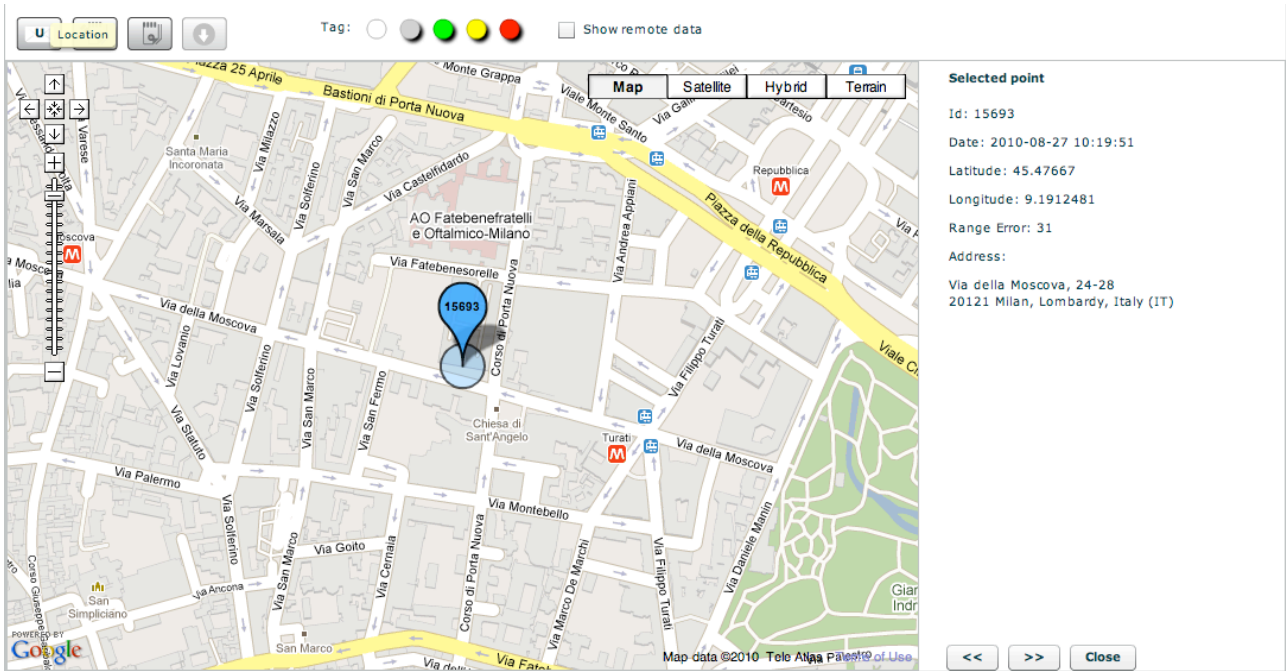 U
Location
Tag:
Show remote data
Map
Satellite
Hybrid
Terrain
Selected point
Id: 15693
Date: 2010-08-27 10:19:51
Latitude: 45.47667
Longitude: 9.1912481
Range Error: 31
Address:
Via della Moscova, 24-28
20121 Milan, Lombardy, Italy (IT)
Piazza 25 Aprile
Bastioni di Porta Nuova
Monte Grappa
Viale Monte Santo
Varese
Santa Maria
Incoronata
Via Milazzo
Via Solferino
Via San Marco
Via Castelfidardo
Via Marsala
AO Fatebenefratelli
e Oftalmico-Milano
Via Andrea Appiani
Repubblica
M
Piazza della Repubblica
M
Via Fatebenesorelle
15693
Corso di Porta Nuova
Via della Moscova
Via Lovanio
Via Solferino
Via San Marco
Via San Fermo
Via Filippo Turati
Via Statuto
Chiesa di
Sant'Angelo
Turati
M
Via della Moscova
Via Palermo
Via Solferino
Via Montebello
Via San Marco
Via Goito
Via Cernaia
Corso di Porta Nuova
Via Marco De Marchi
Via Filippo Turati
Via Daniele Manin
Via Ancona
San
Simpliciano
Corso Giuseppe
San Marco
POWERED BY
Google
Map data ©2010 Tele Atlas
Terms of Use
<<
>>
Close